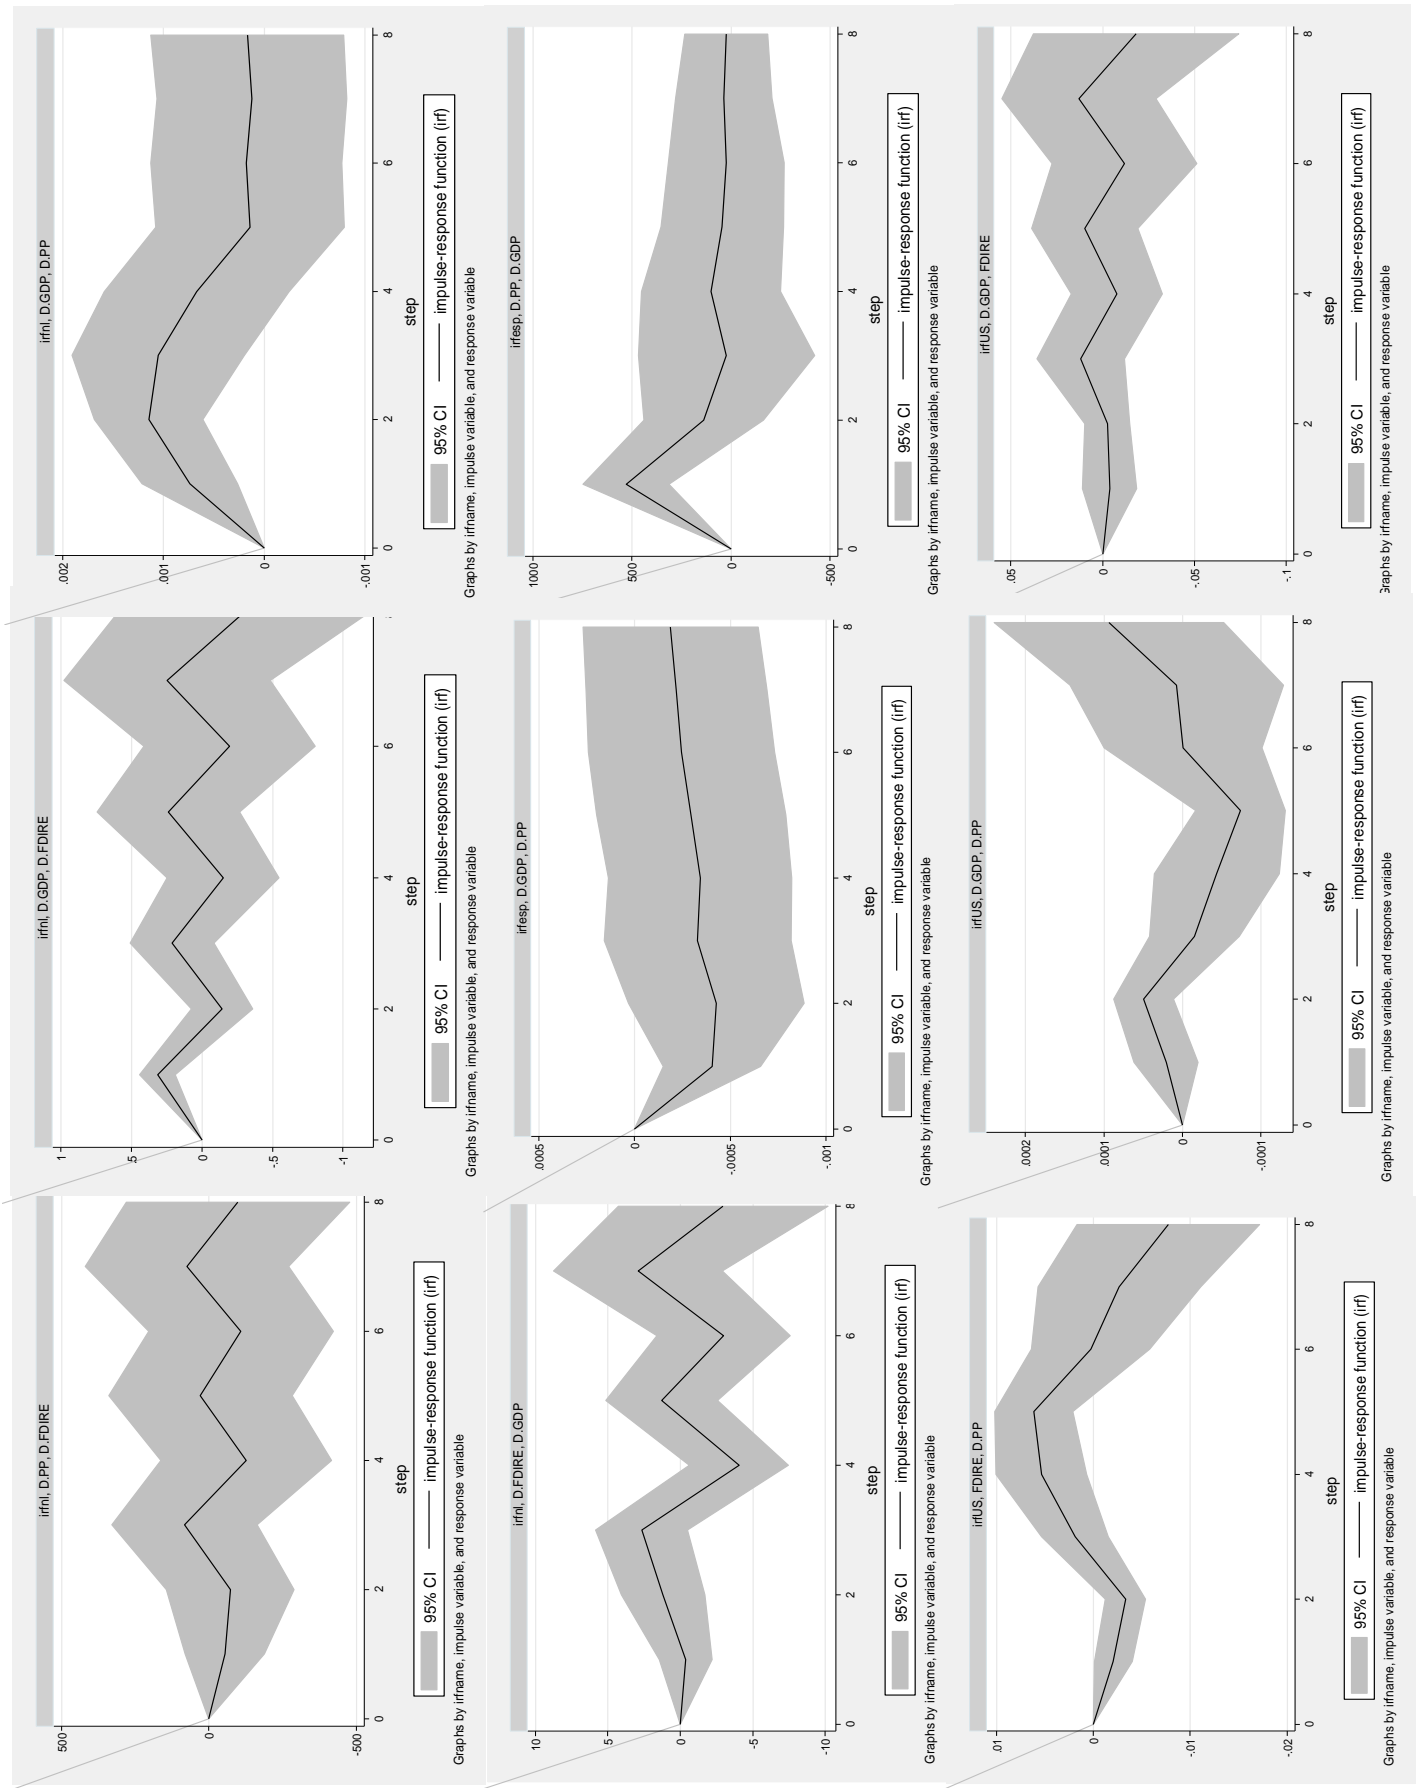 irfnl, D.PP, D.FDIRE
500
0
-500
0 2 4 6 8
step
95% CI impulse-response function (irf)
Graphs by irfname, impulse variable, and response variable
irfnl, D.GDP, D.FDIRE
1
.5
0
-.5
-1
0 2 4 6
step
95% CI impulse-response function (irf)
Graphs by irfname, impulse variable, and response variable
irfnl, D.GDP, D.PP
.002
.001
0
-.001
0 2 4 6 8
step
95% CI impulse-response function (irf)
Graphs by irfname, impulse variable, and response variable
irfnl, D.FDIRE, D.GDP
10
5
0
-5
-10
0 2 4 6 8
step
95% CI impulse-response function (irf)
Graphs by irfname, impulse variable, and response variable
irfesp, D.GDP, D.PP
.0005
0
-.0005
-.001
0 2 4 6 8
step
95% CI impulse-response function (irf)
Graphs by irfname, impulse variable, and response variable
irfesp, D.PP, D.GDP
1000
500
0
-500
0 2 4 6 8
step
95% CI impulse-response function (irf)
Graphs by irfname, impulse variable, and response variable
irfUS, FDIRE, D.PP
.01
0
-.01
-.02
0 2 4 6 8
step
95% CI impulse-response function (irf)
Graphs by irfname, impulse variable, and response variable
irfUS, D.GDP, D.PP
.0002
.0001
0
-.0001
0 2 4 6 8
step
95% CI impulse-response function (irf)
Graphs by irfname, impulse variable, and response variable
irfUS, D.GDP, FDIRE
.05
0
-.05
-.1
0 2 4 6 8
step
95% CI impulse-response function (irf)
Graphs by irfname, impulse variable, and response variable